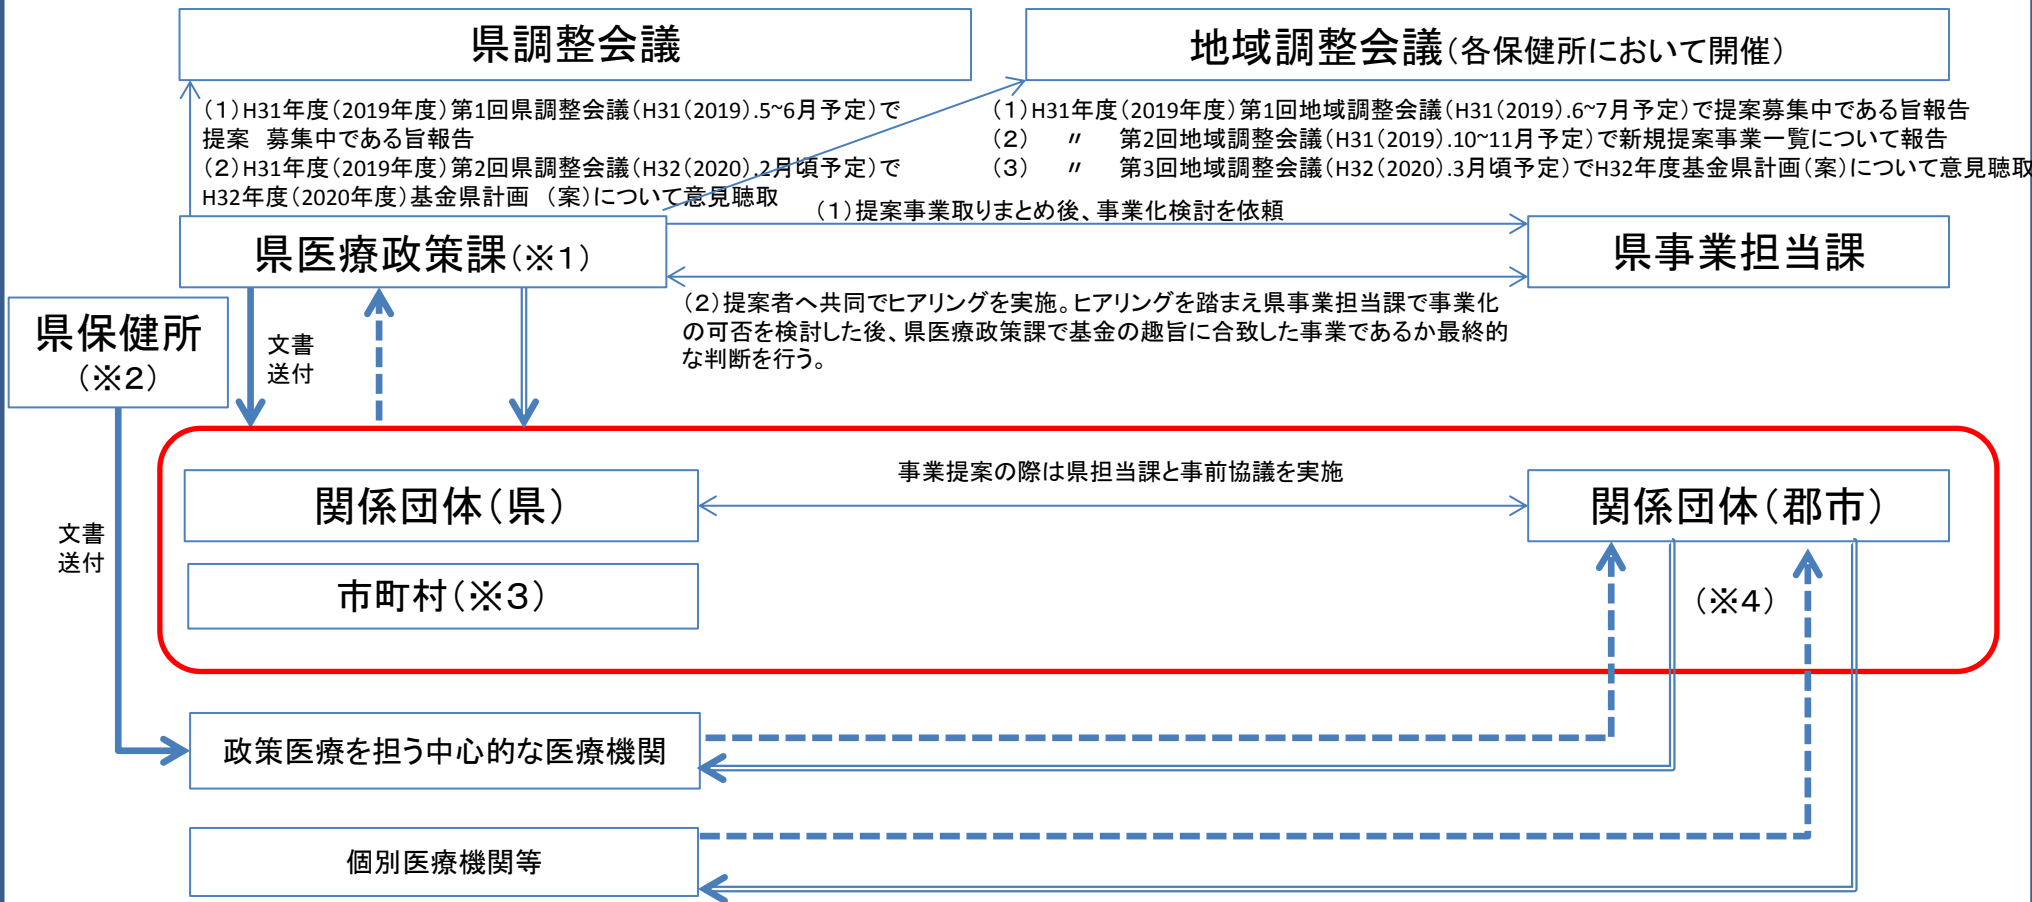 県調整会議
地域調整会議(各保健所において開催)
(1)H31年度(2019年度)第1回県調整会議(H31(2019).5~6月予定)で
提案 募集中である旨報告
(2)H31年度(2019年度)第2回県調整会議(H32(2020).2月頃予定)で
H32年度(2020年度)基金県計画 (案)について意見聴取
(1)H31年度(2019年度)第1回地域調整会議(H31(2019).6~7月予定)で提案募集中である旨報告
(2) 〃 第2回地域調整会議(H31(2019).10~11月予定)で新規提案事業一覧について報告
(3) 〃 第3回地域調整会議(H32(2020).3月頃予定)でH32年度基金県計画(案)について意見聴取
(1)提案事業取りまとめ後、事業化検討を依頼
県医療政策課(※1)
県事業担当課
(2)提案者へ共同でヒアリングを実施。ヒアリングを踏まえ県事業担当課で事業化
の可否を検討した後、県医療政策課で基金の趣旨に合致した事業であるか最終的
な判断を行う。
県保健所
(※2)
文書
送付
事業提案の際は県担当課と事前協議を実施
関係団体(県)
関係団体(郡市)
文書
送付
市町村(※3)
(※4)
政策医療を担う中心的な医療機関
個別医療機関等